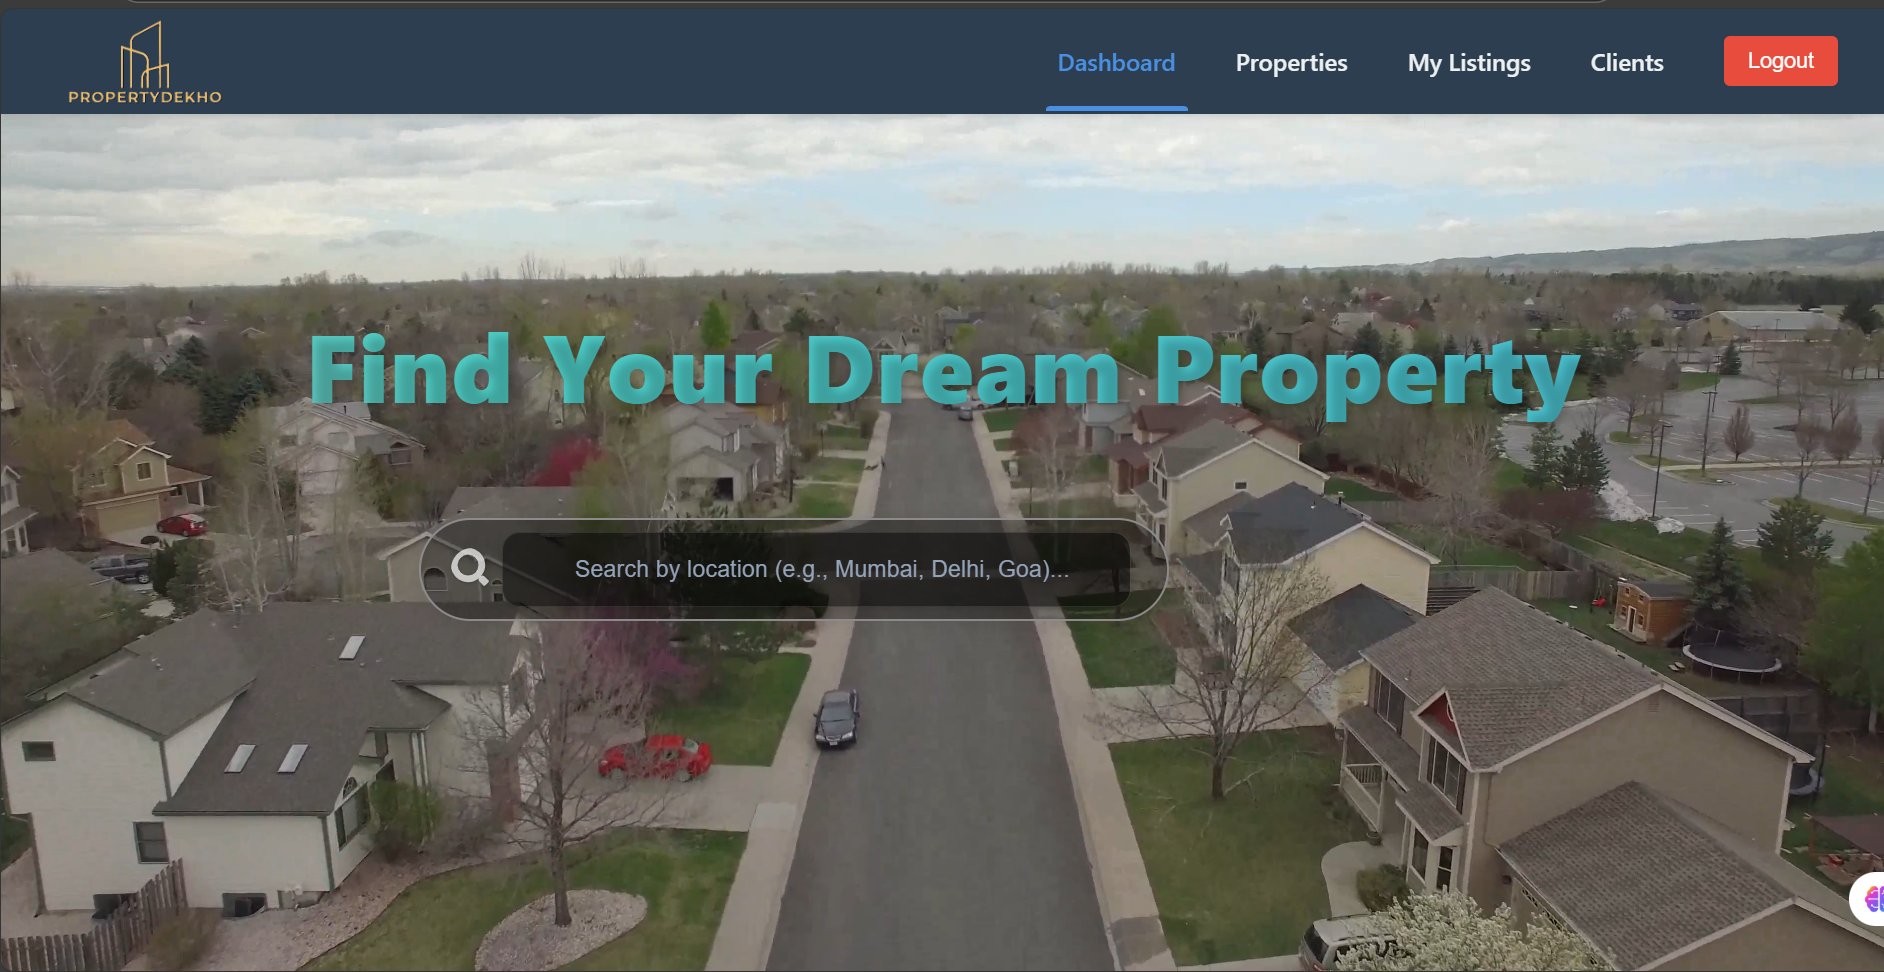 PROPERTYDEKHO
Dashboard Properties My Listings Clients Logout
Find Your Dream Property
Search by location (e.g., Mumbai, Delhi, Goa)...